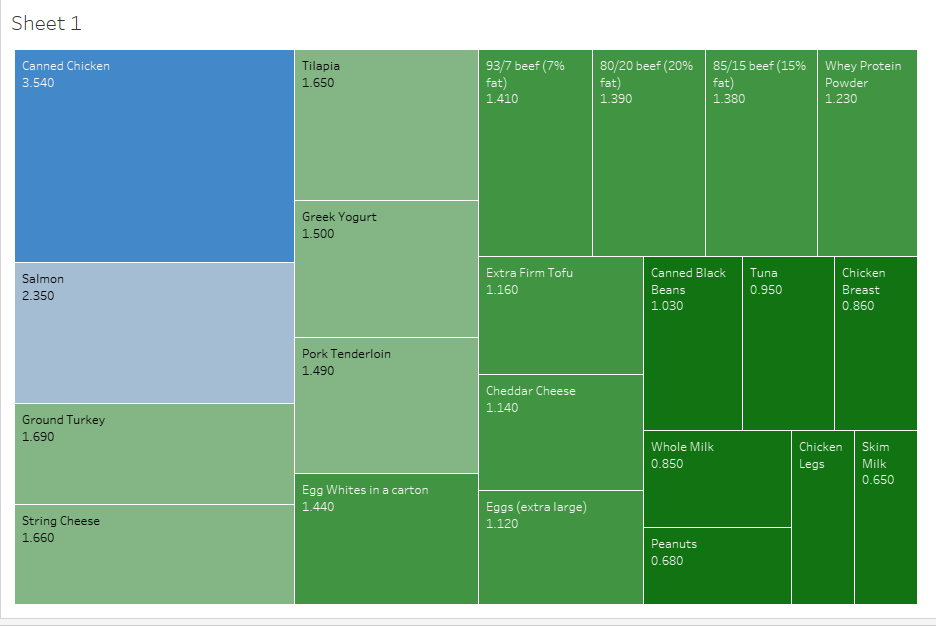 Sheet 1
Canned Chicken
3.540
Salmon
2.350
Ground Turkey
1.690
String Cheese
1.660
Tilapia
1.650
Greek Yogurt
1.500
Pork Tenderloin
1.490
Egg Whites in a carton
1.440
93/7 beef (7%
fat)
1.410
80/20 beef (20%
fat)
1.390
85/15 beef (15%
fat)
1.380
Whey Protein
Powder
1.230
Extra Firm Tofu
1.160
Cheddar Cheese
1.140
Eggs (extra large)
1.120
Canned Black
Beans
1.030
Tuna
0.950
Chicken
Breast
0.860
Whole Milk
0.850
Peanuts
0.680
Chicken
Legs
Skim
Milk
0.650